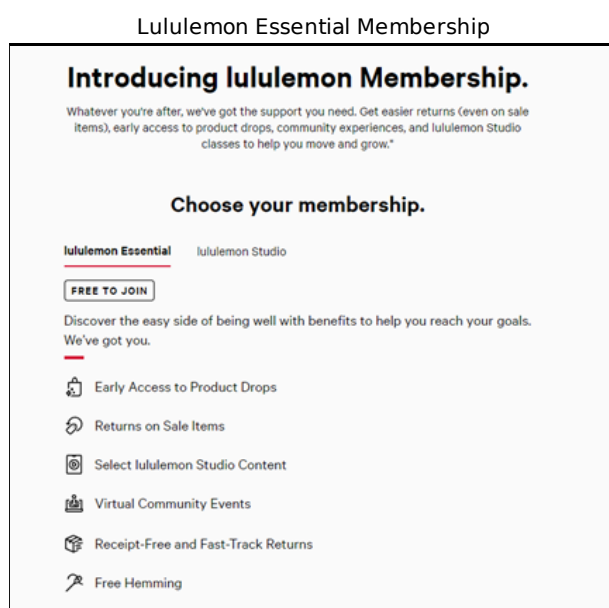 Lululemon Essential Membership
Introducing lululemon Membership.
Whatever you're after, we've got the support you need. Get easier returns (even on sale
items), early access to product drops, community experiences, and lululemon Studio
classes to help you move and grow.*
Choose your membership.
lululemon Essential lululemon Studio
FREE TO JOIN
Discover the easy side of being well with benefits to help you reach your goals.
We've got you.
Early Access to Product Drops
Returns on Sale Items
Select lululemon Studio Content
Virtual Community Events
Receipt-Free and Fast-Track Returns
Free Hemming